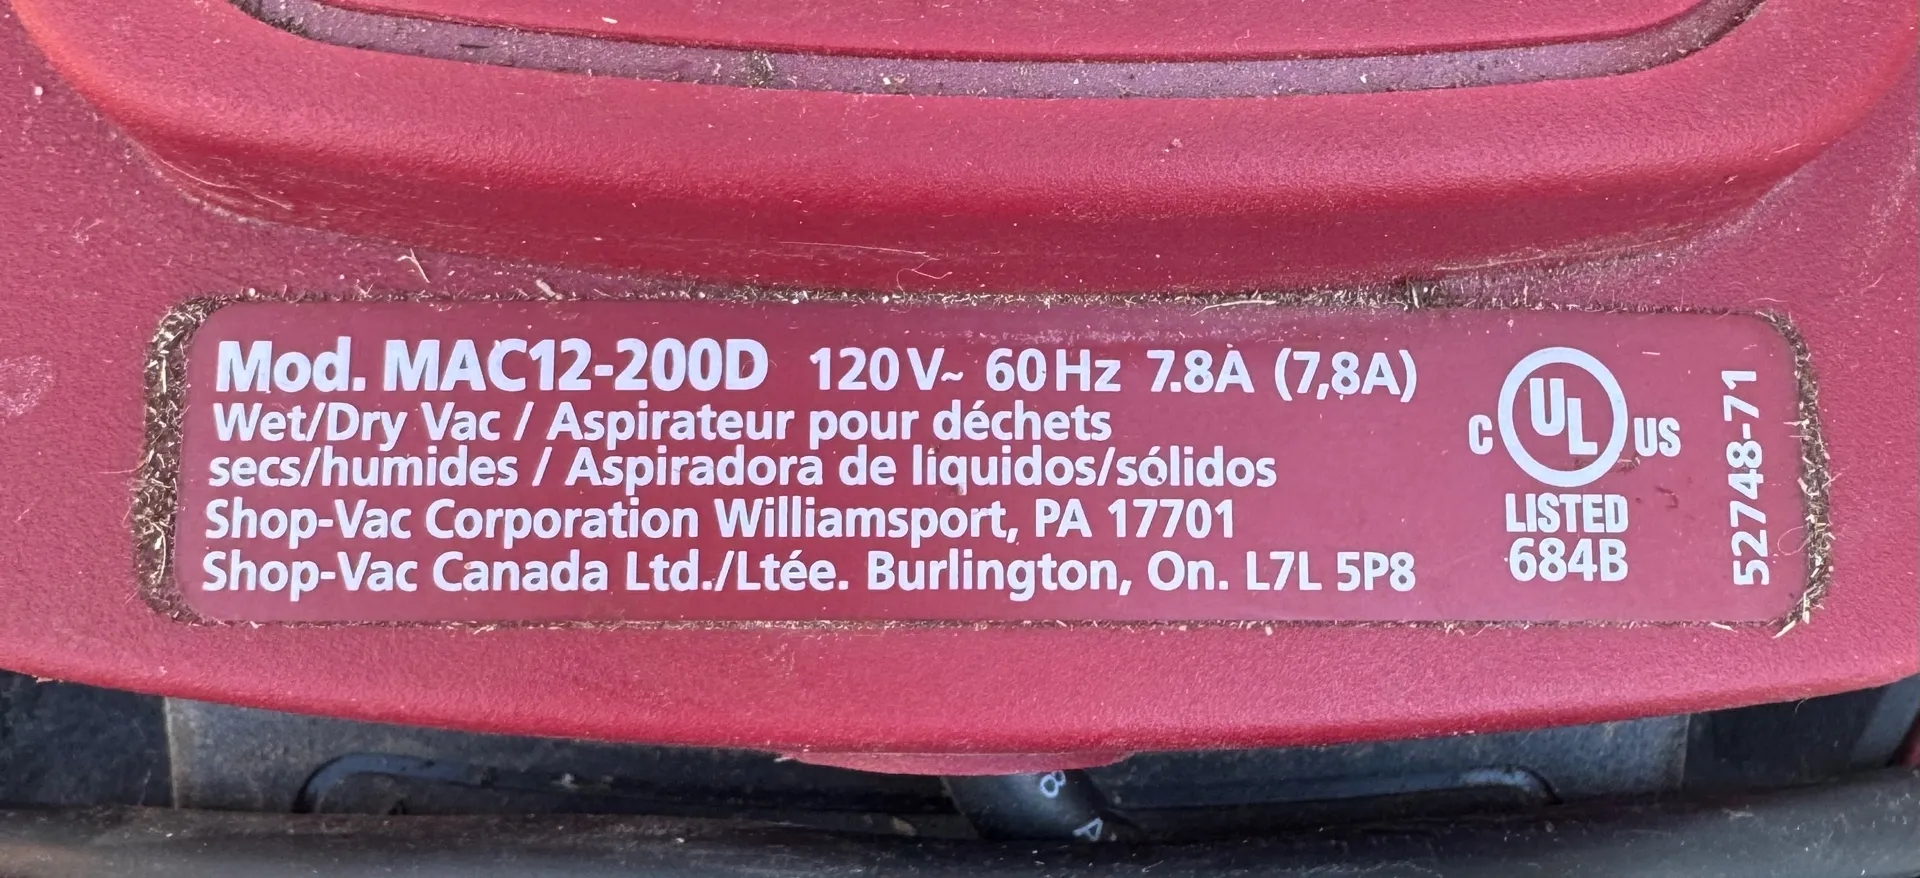 Mod. MAC12-200D 120V~ 60Hz 7.8A (7,8A)
Wet/Dry Vac / Aspirateur pour déchets
secs/humides / Aspiradora de liquidos/sólidos
Shop-Vac Corporation Williamsport, PA 17701
Shop-Vac Canada Ltd./Ltée. Burlington, On. L7L 5P8
C UL US
LISTED
684B
52748-71
8 A